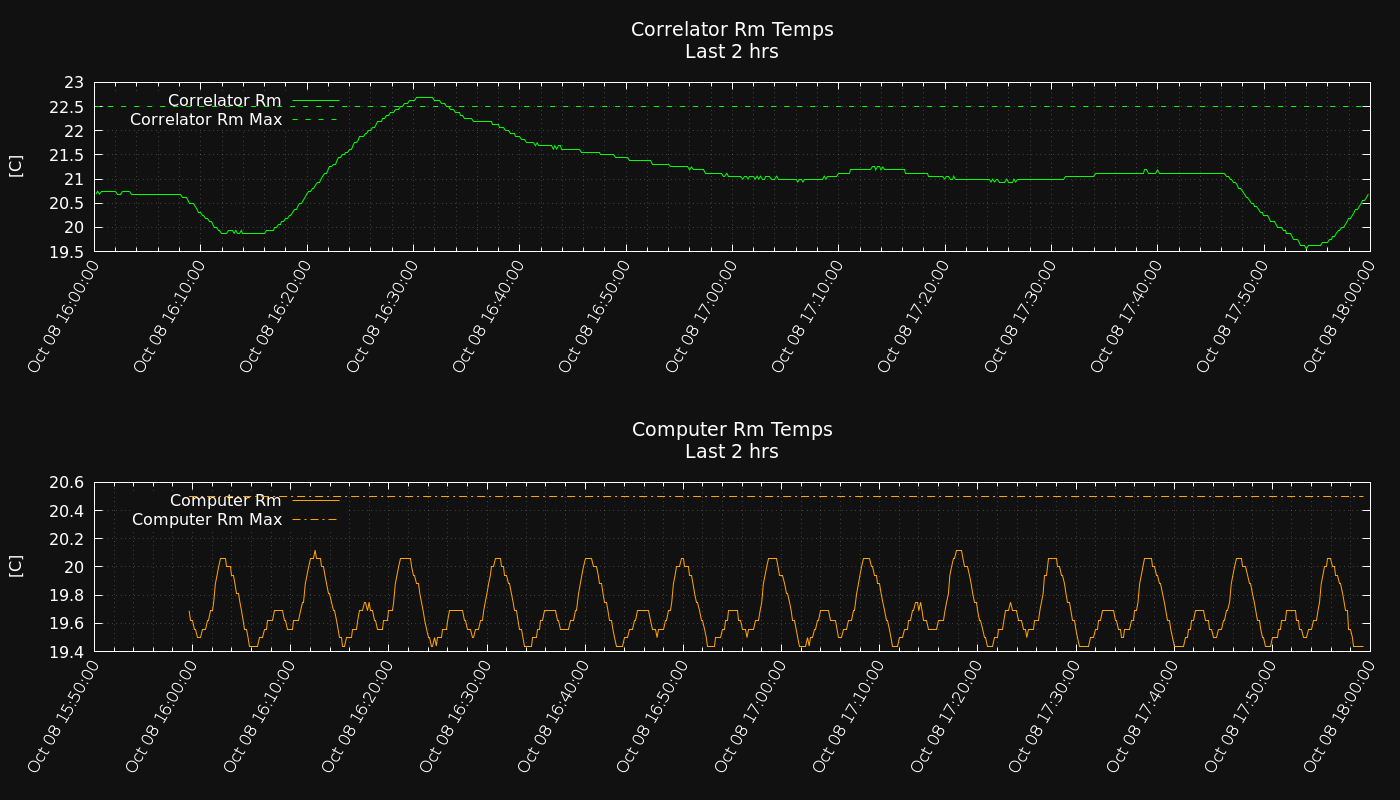 Correlator Rm Temps
Last 2 hrs
23
22.5
22
21.5
21
20.5
20
19.5
[C]
Correlator Rm
Correlator Rm Max
Oct 08 16:00:00
Oct 08 16:10:00
Oct 08 16:20:00
Oct 08 16:30:00
Oct 08 16:40:00
Oct 08 16:50:00
Oct 08 17:00:00
Oct 08 17:10:00
Oct 08 17:20:00
Oct 08 17:30:00
Oct 08 17:40:00
Oct 08 17:50:00
Oct 08 18:00:00
Computer Rm Temps
Last 2 hrs
20.6
20.4
20.2
20
19.8
19.6
19.4
[C]
Computer Rm
Computer Rm Max
Oct 08 15:50:00
Oct 08 16:00:00
Oct 08 16:10:00
Oct 08 16:20:00
Oct 08 16:30:00
Oct 08 16:40:00
Oct 08 16:50:00
Oct 08 17:00:00
Oct 08 17:10:00
Oct 08 17:20:00
Oct 08 17:30:00
Oct 08 17:40:00
Oct 08 17:50:00
Oct 08 18:00:00